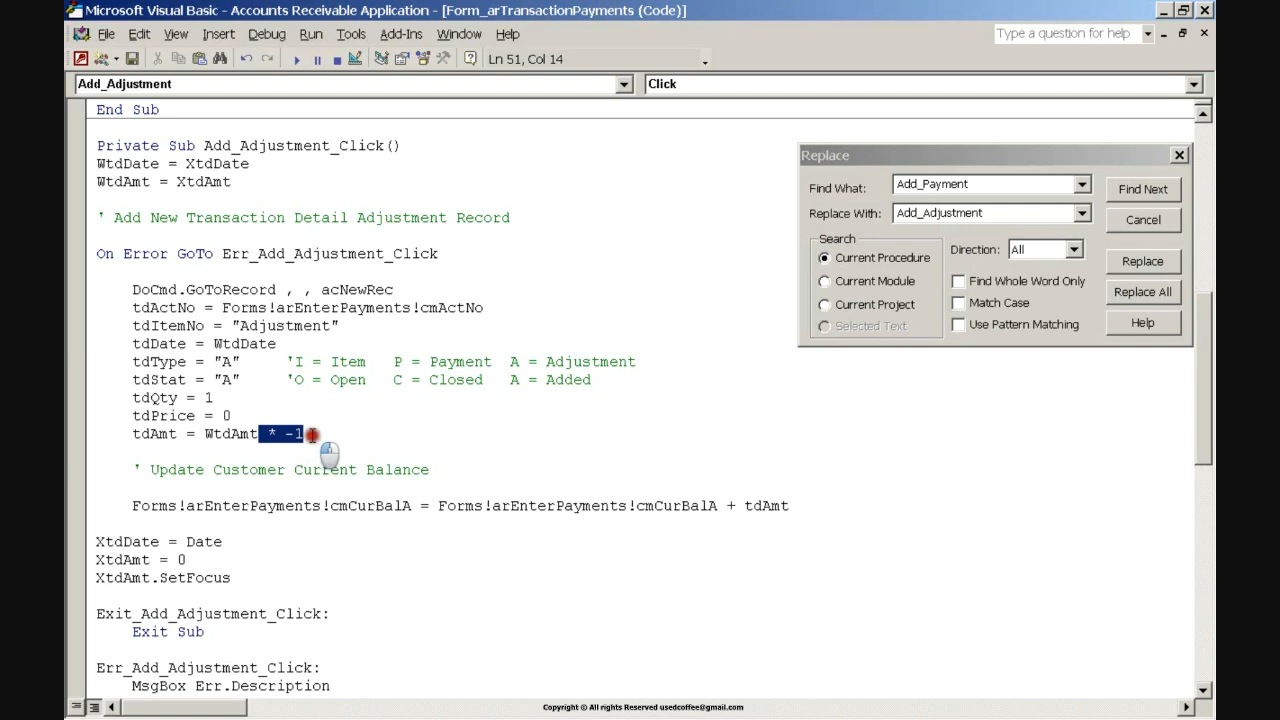 Microsoft Visual Basic - Accounts Receivable Application - [Form_arTransactionPayments (Code)]
File Edit View Insert Debug Run Tools Add-Ins Window Help
Type a question for help
Ln 51, Col 14
Add_Adjustment
Click
End Sub
Private Sub Add_Adjustment_Click()
WtdDate = XtdDate
WtdAmt = XtdAmt
' Add New Transaction Detail Adjustment Record
On Error GoTo Err_Add_Adjustment_Click
DoCmd.GoToRecord , , acNewRec
tdActNo = Forms!arEnterPayments!cmActNo
tdItemNo = "Adjustment"
tdDate = WtdDate
tdType = "A" 'I = Item P = Payment A = Adjustment
tdStat = "A" 'O = Open C = Closed A = Added
tdQty = 1
tdPrice = 0
tdAmt = WtdAmt * -1
' Update Customer Current Balance
Forms!arEnterPayments!cmCurBalA = Forms!arEnterPayments!cmCurBalA + tdAmt
XtdDate = Date
XtdAmt = 0
XtdAmt.SetFocus
Exit_Add_Adjustment_Click:
Exit Sub
Err_Add_Adjustment_Click:
MsgBox Err.Description
Replace
Find What: Add_Payment
Find Next
Replace With: Add_Adjustment
Cancel
Search
Direction: All
Current Procedure
Replace
Current Module
Find Whole Word Only
Replace All
Current Project
Match Case
Selected Text
Use Pattern Matching
Help
Copyright © All rights Reserved usedcoffee@gmail.com